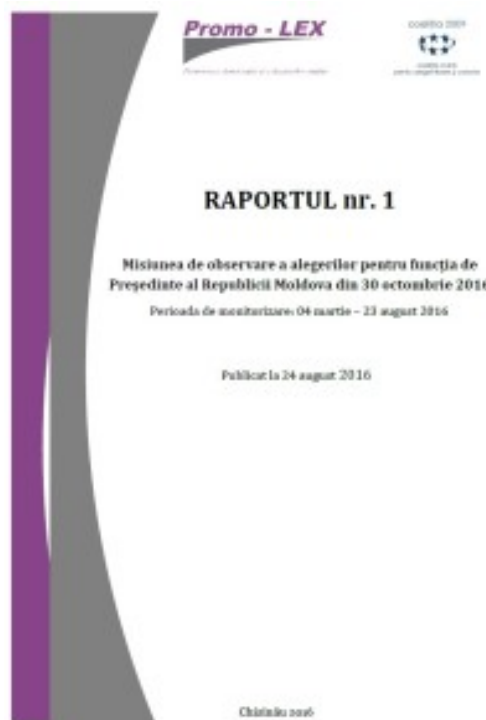 Promo - LEX
coaliția 2009
RAPORTUL nr. 1
Misiunea de observare a alegerilor pentru funcția de
Președinte al Republicii Moldova din 30 octombrie 2016
Perioada de monitorizare: 04 martie – 23 august 2016
Publicat la 24 august 2016
Chișinău 2016